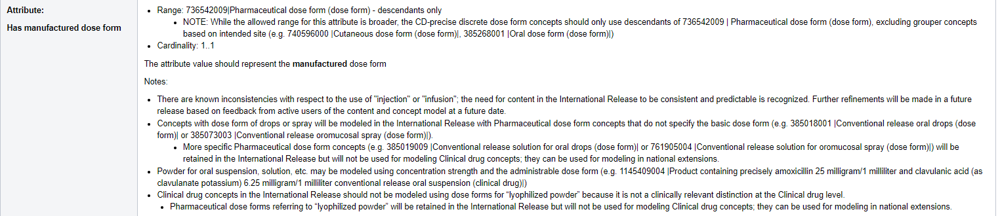 Attribute:
Has manufactured dose form
Range: 736542009|Pharmaceutical dose form (dose form) - descendants only
NOTE: While the allowed range for this attribute is broader, the CD-precise discrete dose form concepts should only use descendants of 736542009 | Pharmaceutical dose form (dose form), excluding grouper concepts
based on intended site (e.g. 740596000 |Cutaneous dose form (dose form)|, 385268001 |Oral dose form (dose form)|)
Cardinality: 1..1
The attribute value should represent the manufactured dose form
Notes:
There are known inconsistencies with respect to the use of "injection" or "infusion"; the need for content in the International Release to be consistent and predictable is recognized. Further refinements will be made in a future
release based on feedback from active users of the content and concept model at a future date.
Concepts with dose form of drops or spray will be modeled in the International Release with Pharmaceutical dose form concepts that do not specify the basic dose form (e.g. 385018001 |Conventional release oral drops (dose
form)| or 385073003 |Conventional release oromucosal spray (dose form)|).
More specific Pharmaceutical dose form concepts (e.g. 385019009 |Conventional release solution for oral drops (dose form)| or 761905004 |Conventional release solution for oromucosal spray (dose form)|) will be
retained in the International Release but will not be used for modeling Clinical drug concepts; they can be used for modeling in national extensions.
Powder for oral suspension, solution, etc. may be modeled using concentration strength and the administrable dose form (e.g. 1145409004 |Product containing precisely amoxicillin 25 milligram/1 milliliter and clavulanic acid (as
clavulanate potassium) 6.25 milligram/1 milliliter conventional release oral suspension (clinical drug)|)
Clinical drug concepts in the International Release should not be modeled using dose forms for “lyophilized powder” because it is not a clinically relevant distinction at the Clinical drug level.
Pharmaceutical dose forms referring to “lyophilized powder” will be retained in the International Release but will not be used for modeling Clinical drug concepts; they can be used for modeling in national extensions.